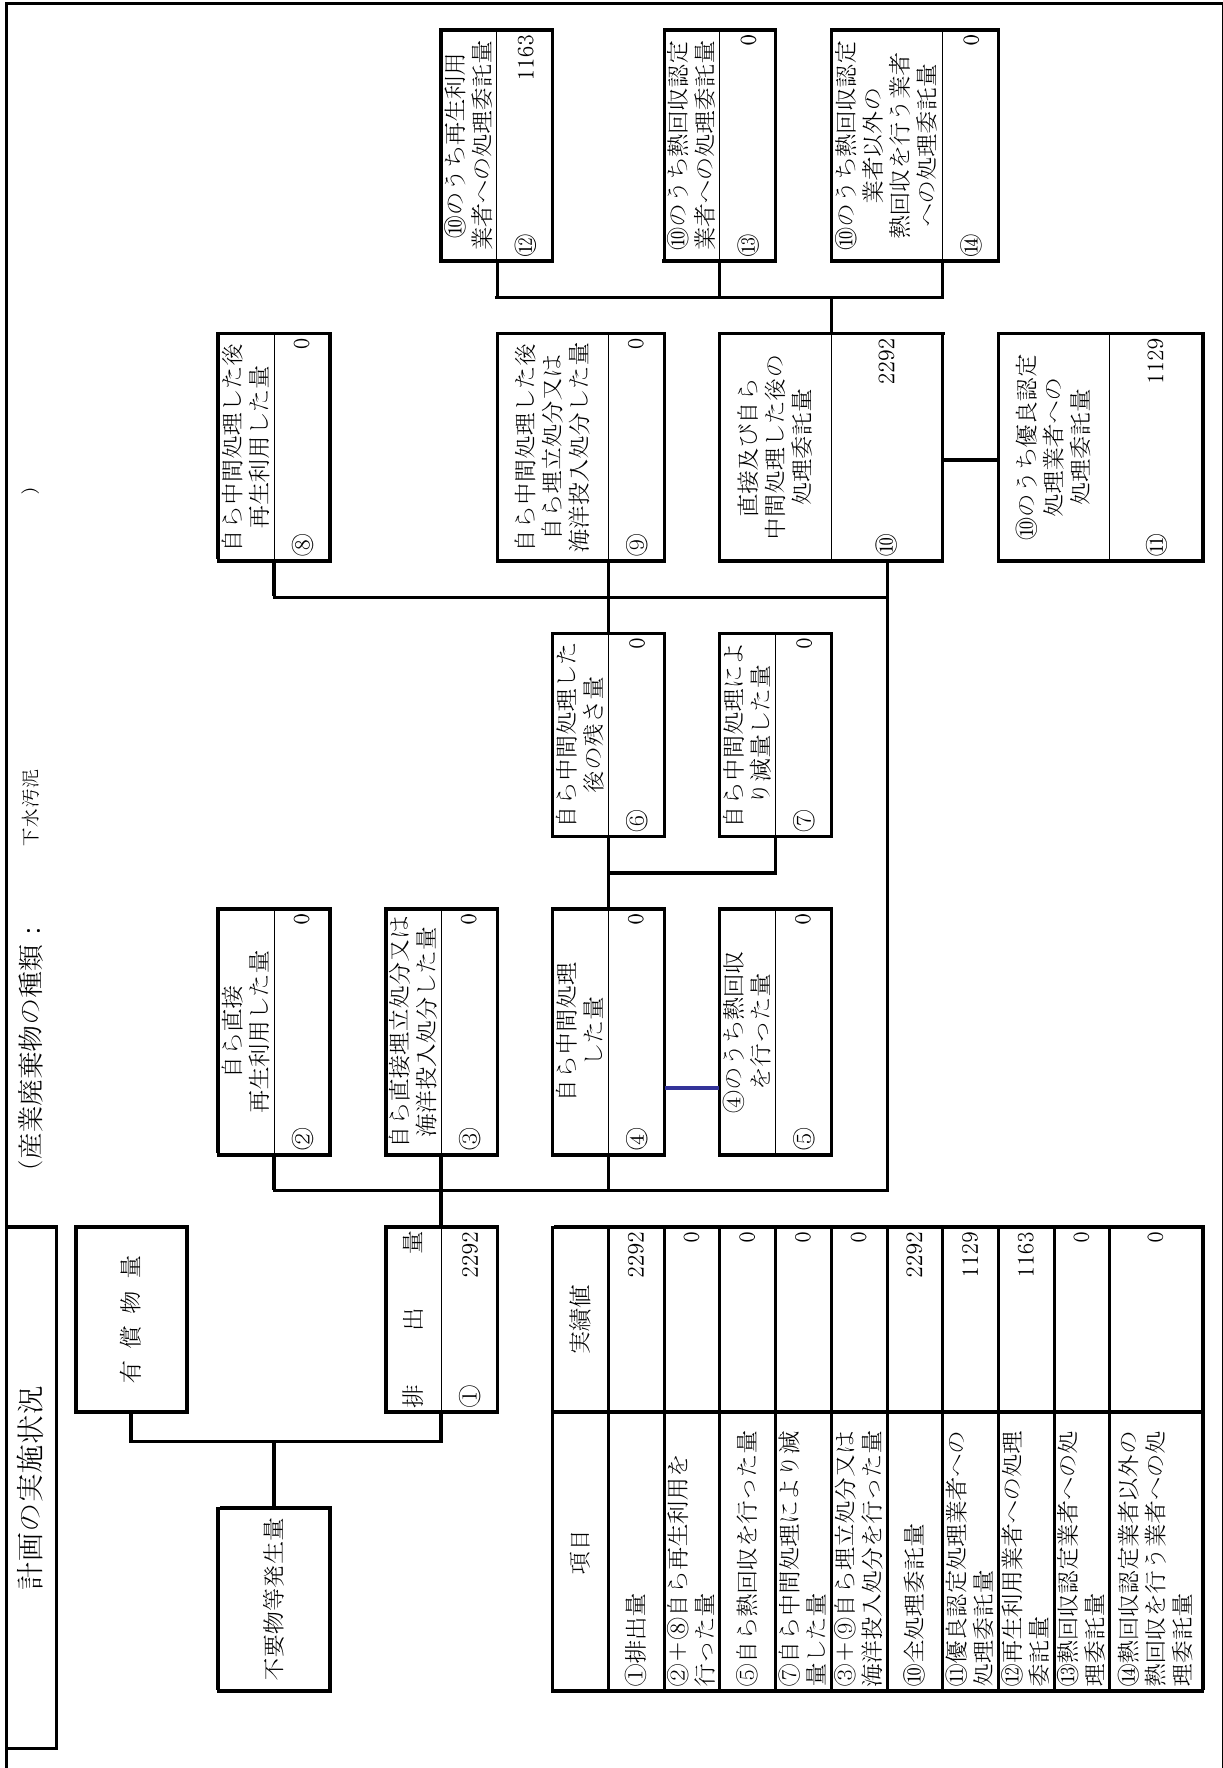 計画の実施状況
(産業廃棄物の種類： 下水汚泥 )
有 償 物 量
不要物等発生量
排 出 量
① 2292
自ら直接
再生利用した量
② 0
自ら直接埋立処分又は
海洋投入処分した量
③ 0
自ら中間処理
した量
④ 0
④のうち熱回収
を行った量
⑤ 0
自ら中間処理した
後の残さ量
⑥ 0
自ら中間処理によ
り減量した量
⑦ 0
自ら中間処理した後
再生利用した量
⑧ 0
自ら中間処理した後
自ら埋立処分又は
海洋投入処分した量
⑨ 0
直接及び自ら
中間処理した後の
処理委託量
⑩ 2292
⑩のうち優良認定
処理業者への
処理委託量
⑪ 1129
⑩のうち再生利用
業者への処理委託量
⑫ 1163
⑩のうち熱回収認定
業者への処理委託量
⑬ 0
⑩のうち熱回収認定
業者以外の
熱回収を行う業者
への処理委託量
⑭ 0
項目 実績値
①排出量 2292
②＋⑧自ら再生利用を
行った量 0
⑤自ら熱回収を行った量 0
⑦自ら中間処理により減
量した量 0
③＋⑨自ら埋立処分又は
海洋投入処分を行った量 0
⑩全処理委託量 2292
⑪優良認定処理業者への
処理委託量 1129
⑫再生利用業者への処理
委託量 1163
⑬熱回収認定業者への処
理委託量 0
⑭熱回収認定業者以外の
熱回収を行う業者への処
理委託量 0